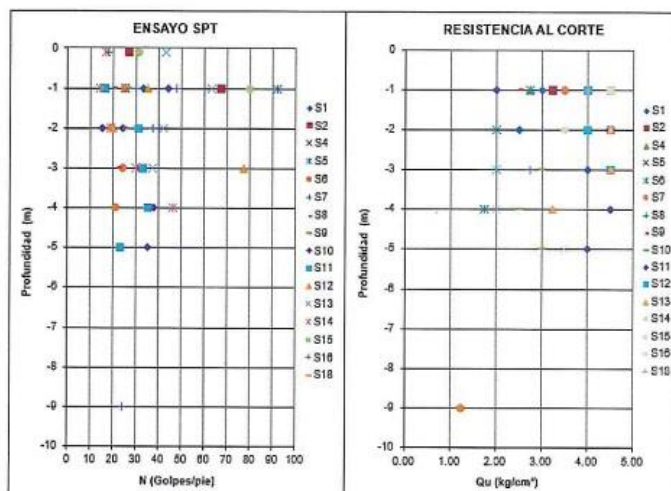 ENSAYO SPT
0
-1
-2
-3
-4
-5
-6
-7
-8
-9
-10
Profundidad (m)
0 10 20 30 40 50 60 70 80 90 100
N (Golpes/pie)
S1
S2
S4
S5
S6
S7
S8
S9
S10
S11
S12
S13
S14
S15
S16
S18
RESISTENCIA AL CORTE
0
-1
-2
-3
-4
-5
-6
-7
-8
-9
-10
Profundidad (m)
0.00 1.00 2.00 3.00 4.00 5.00
Qu (kg/cm²)
S1
S2
S4
S5
S6
S7
S8
S9
S10
S11
S12
S13
S14
S15
S16
S18